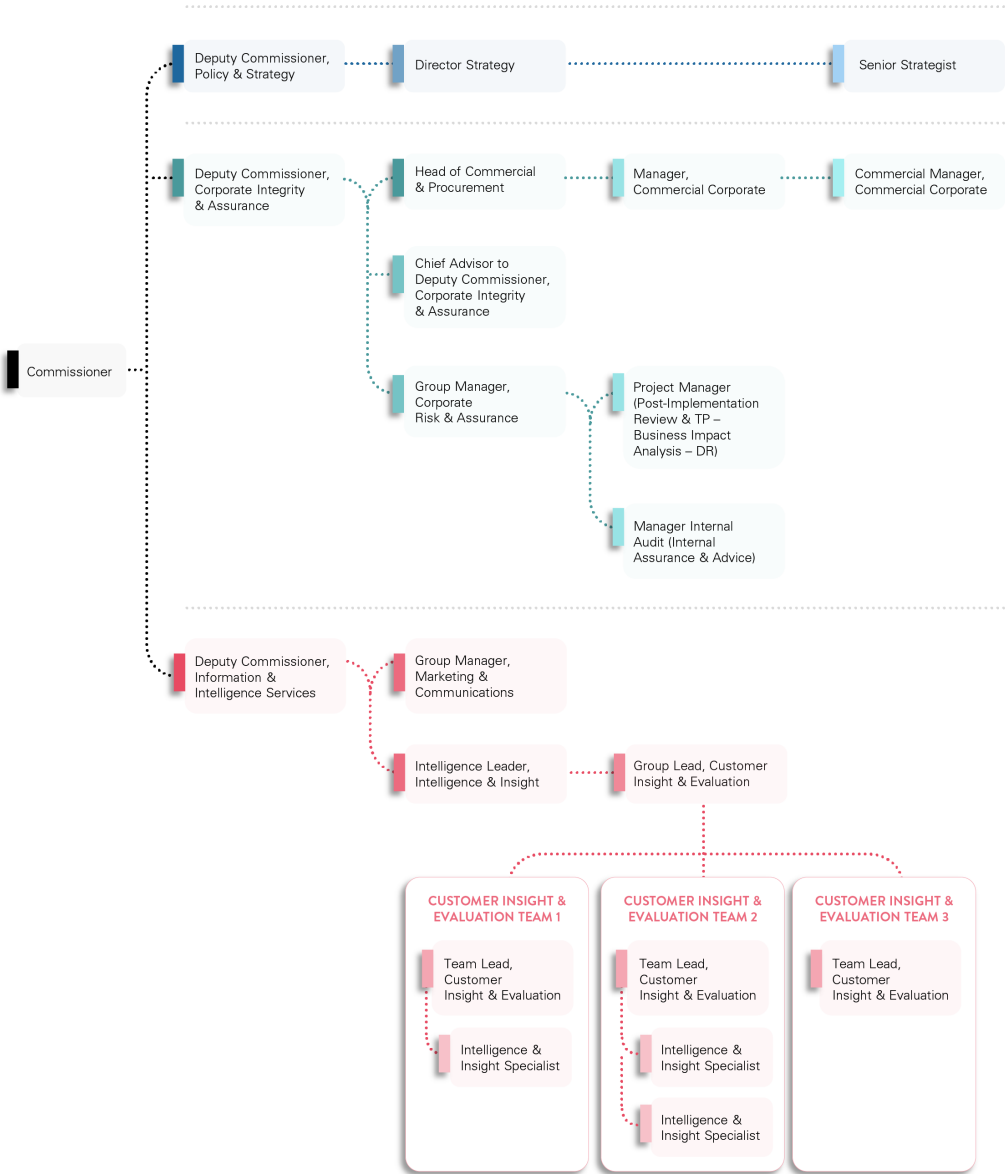 Deputy Commissioner,
Policy & Strategy
Director Strategy
Senior Strategist
Deputy Commissioner,
Corporate Integrity
& Assurance
Head of Commercial
& Procurement
Manager,
Commercial Corporate
Commercial Manager,
Commercial Corporate
Chief Advisor to
Deputy Commissioner,
Corporate Integrity
& Assurance
Commissioner
Group Manager,
Corporate
Risk & Assurance
Project Manager
(Post-Implementation
Review & TP –
Business Impact
Analysis – DR)
Manager Internal
Audit (Internal
Assurance & Advice)
Deputy Commissioner,
Information &
Intelligence Services
Group Manager,
Marketing &
Communications
Intelligence Leader,
Intelligence & Insight
Group Lead, Customer
Insight & Evaluation
CUSTOMER INSIGHT &
EVALUATION TEAM 1
Team Lead,
Customer
Insight & Evaluation
Intelligence &
Insight Specialist
CUSTOMER INSIGHT &
EVALUATION TEAM 2
Team Lead,
Customer
Insight & Evaluation
Intelligence &
Insight Specialist
Intelligence &
Insight Specialist
CUSTOMER INSIGHT &
EVALUATION TEAM 3
Team Lead,
Customer
Insight & Evaluation